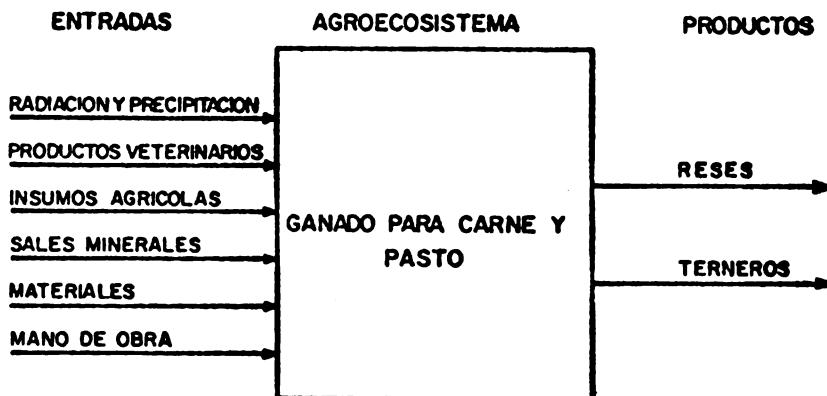 ENTRADAS AGROECOSISTEMA PRODUCTOS
RADIACION Y PRECIPITACION
PRODUCTOS VETERINARIOS
INSUMOS AGRICOLAS
SALES MINERALES
MATERIALES
MANO DE OBRA
GANADO PARA CARNE Y
PASTO
RESES
TERNEROS